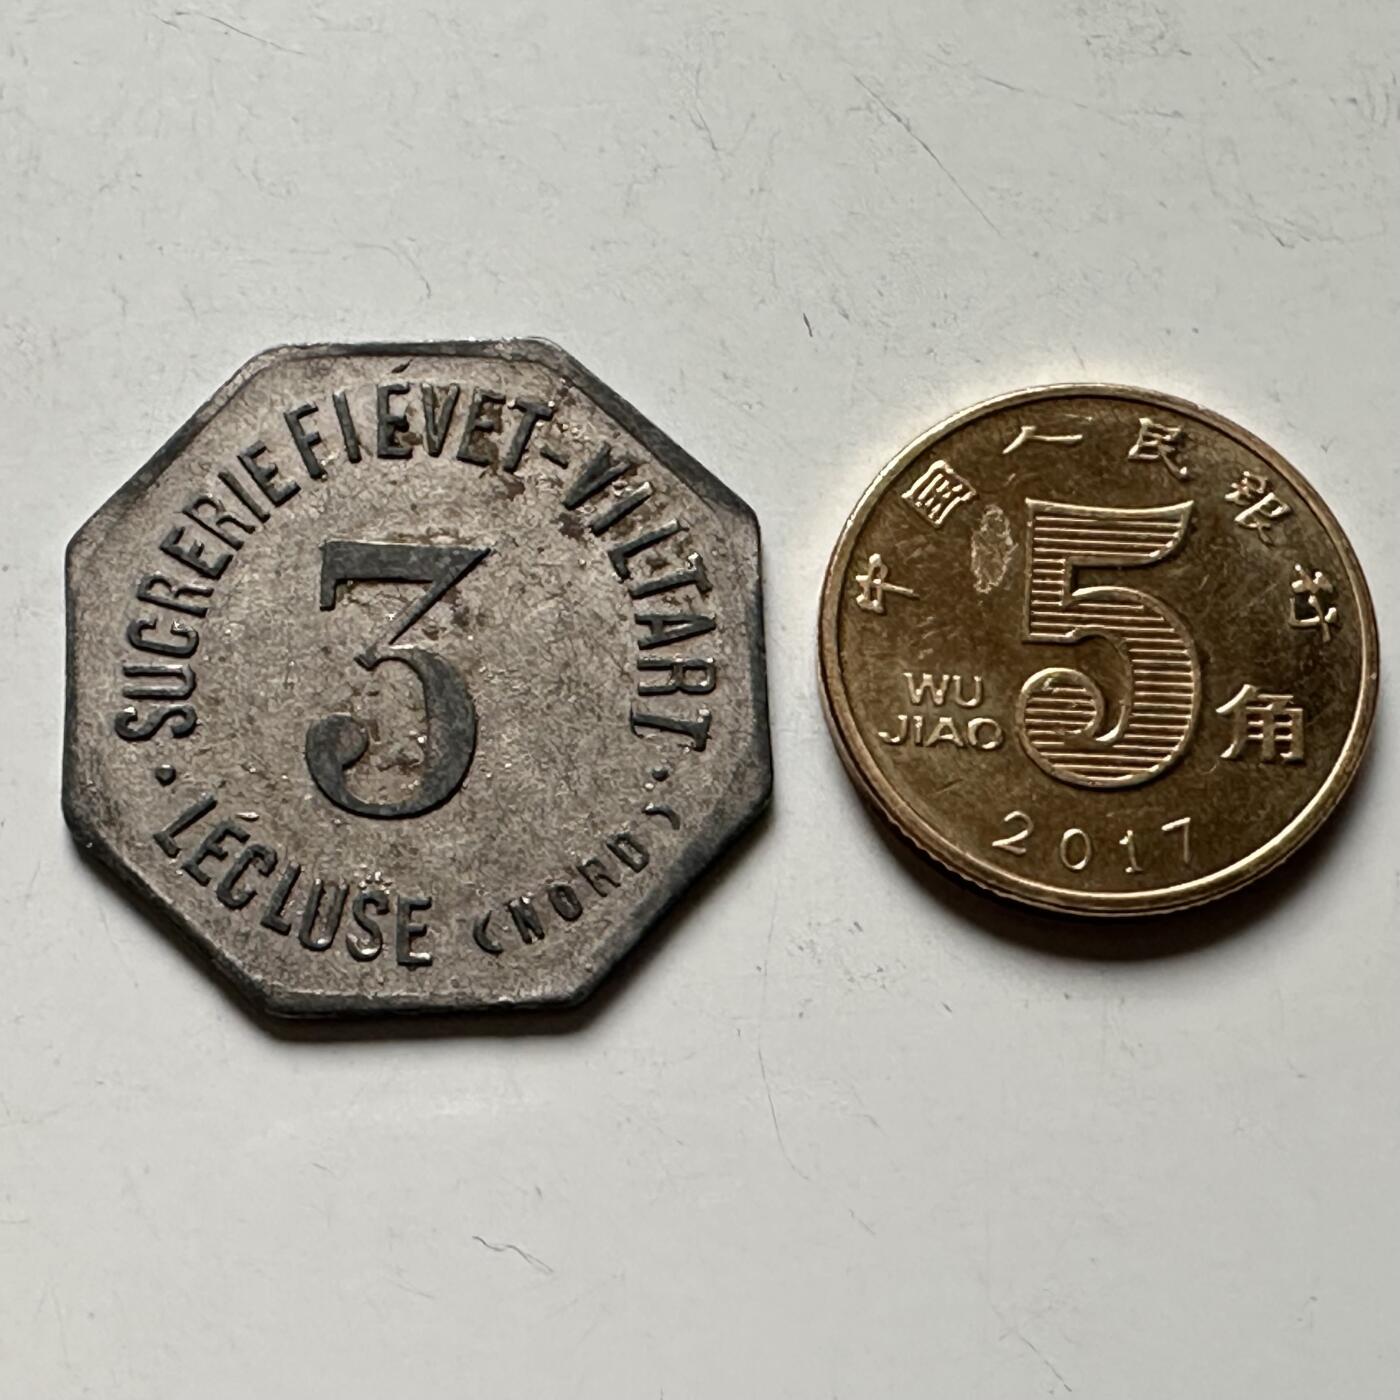 · SUCRERIE FIÉVET-VILTART ·
3
LÉCLUSE (NORD)
中国人民银行
5角
WU
JIAO
2017